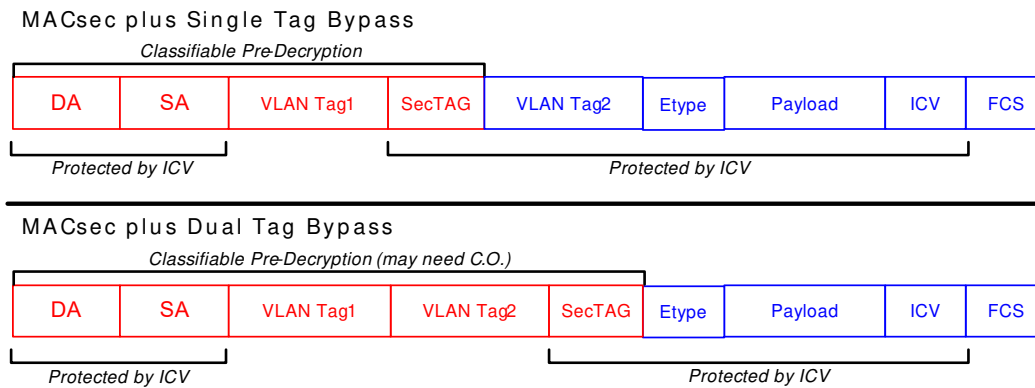 MACsec plus Single Tag Bypass
Classifiable Pre-Decryption
DA SA VLAN Tag1 SecTAG VLAN Tag2 Etype Payload ICV FCS
Protected by ICV Protected by ICV
MACsec plus Dual Tag Bypass
Classifiable Pre-Decryption (may need C.O.)
DA SA VLAN Tag1 VLAN Tag2 SecTAG Etype Payload ICV FCS
Protected by ICV Protected by ICV